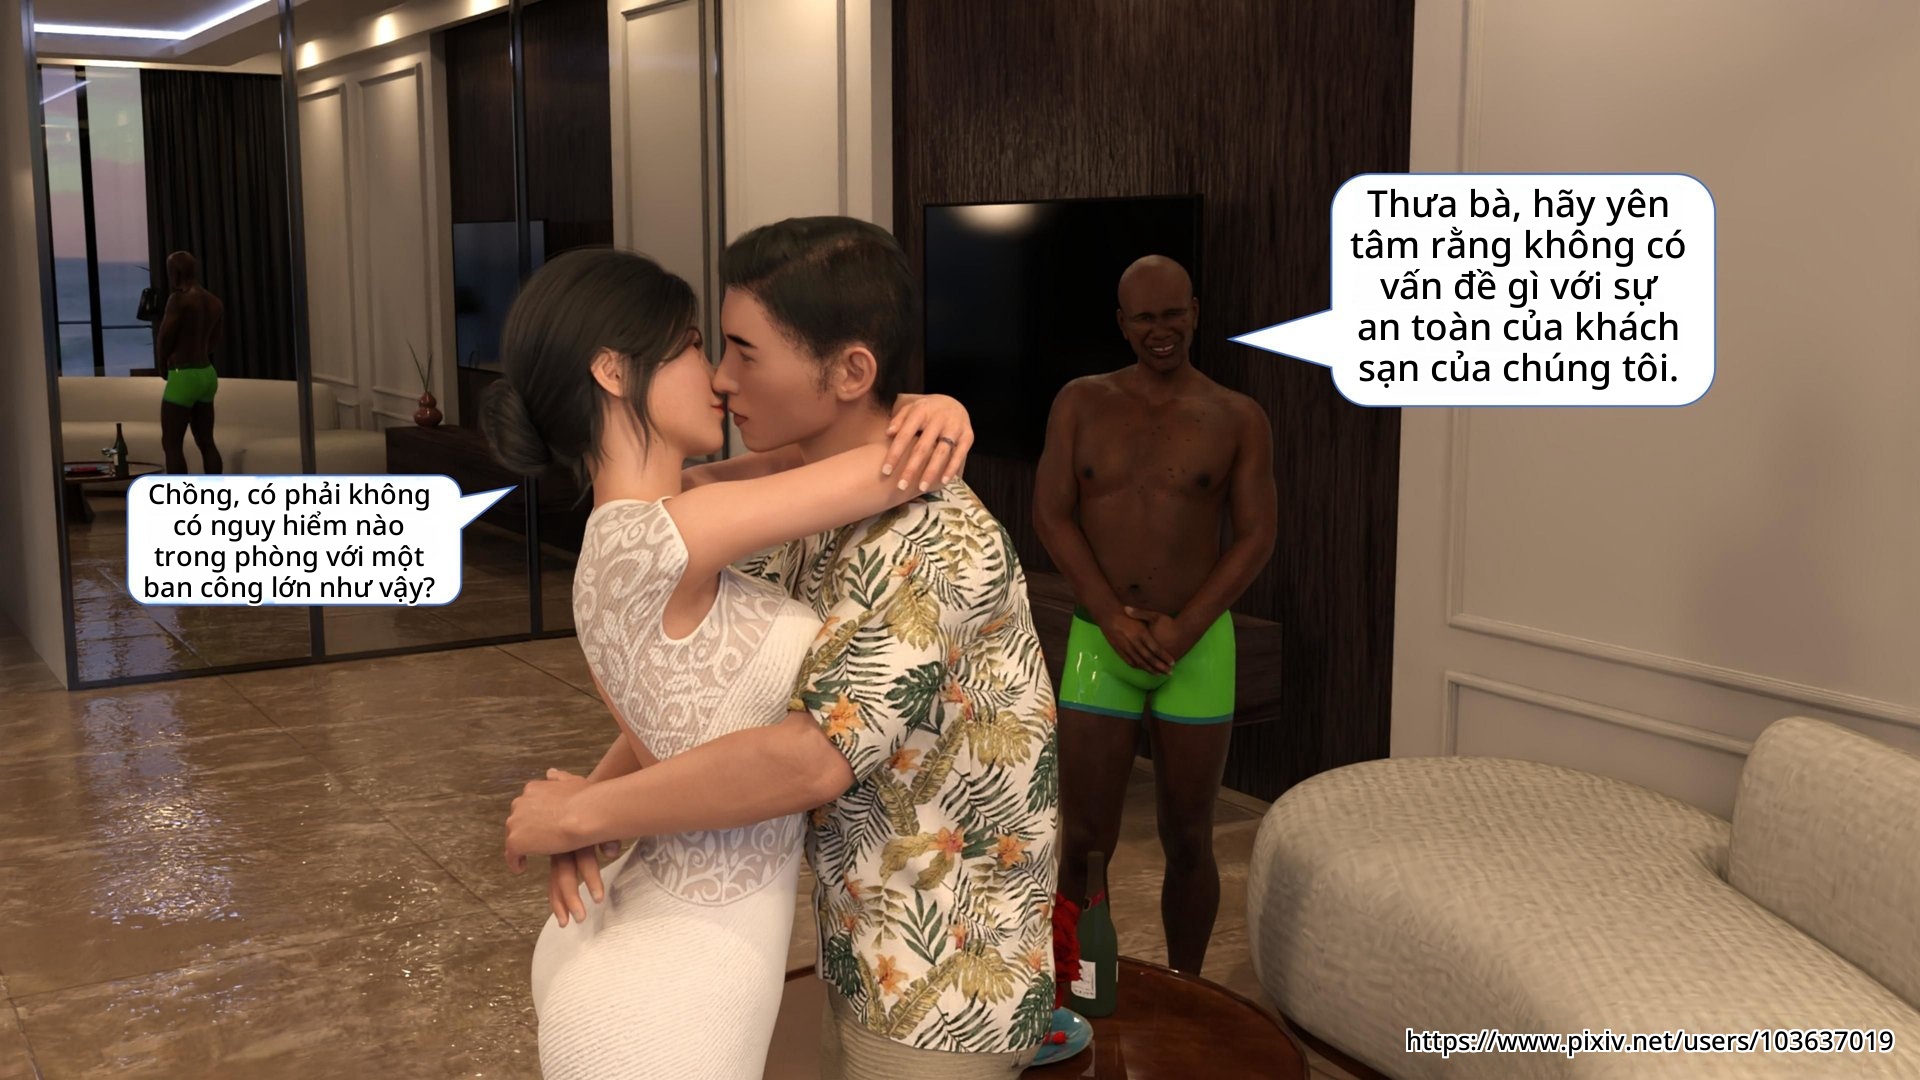 Thưa bà, hãy yên
tâm rằng không có
vấn đề gì với sự
an toàn của khách
sạn của chúng tôi.
Chồng, có phải không
có nguy hiểm nào
trong phòng với một
ban công lớn như vậy?
https://www.pixiv.net/users/103637019